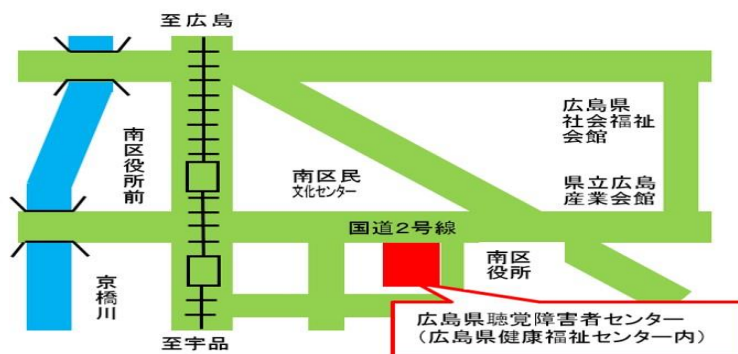 至広島
広島県
社会福祉
会館
南区役所前
南区民
文化センター
県立広島
産業会館
国道2号線
南区
役所
京橋川
広島県聴覚障害者センター
（広島県健康福祉センター内）
至宇品